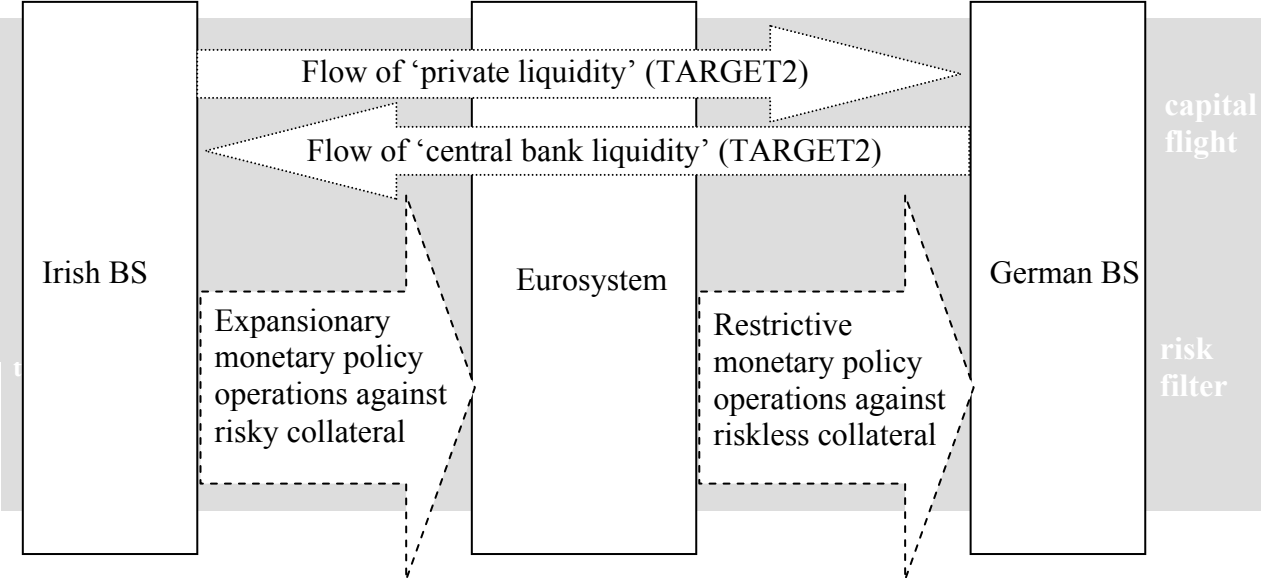 Flow of ‘private liquidity’ (TARGET2)
capital
flight
Flow of ‘central bank liquidity’ (TARGET2)
Irish BS
Eurosystem
German BS
Expansionary
monetary policy
operations against
risky collateral
Restrictive
monetary policy
operations against
riskless collateral
risk
filter
t